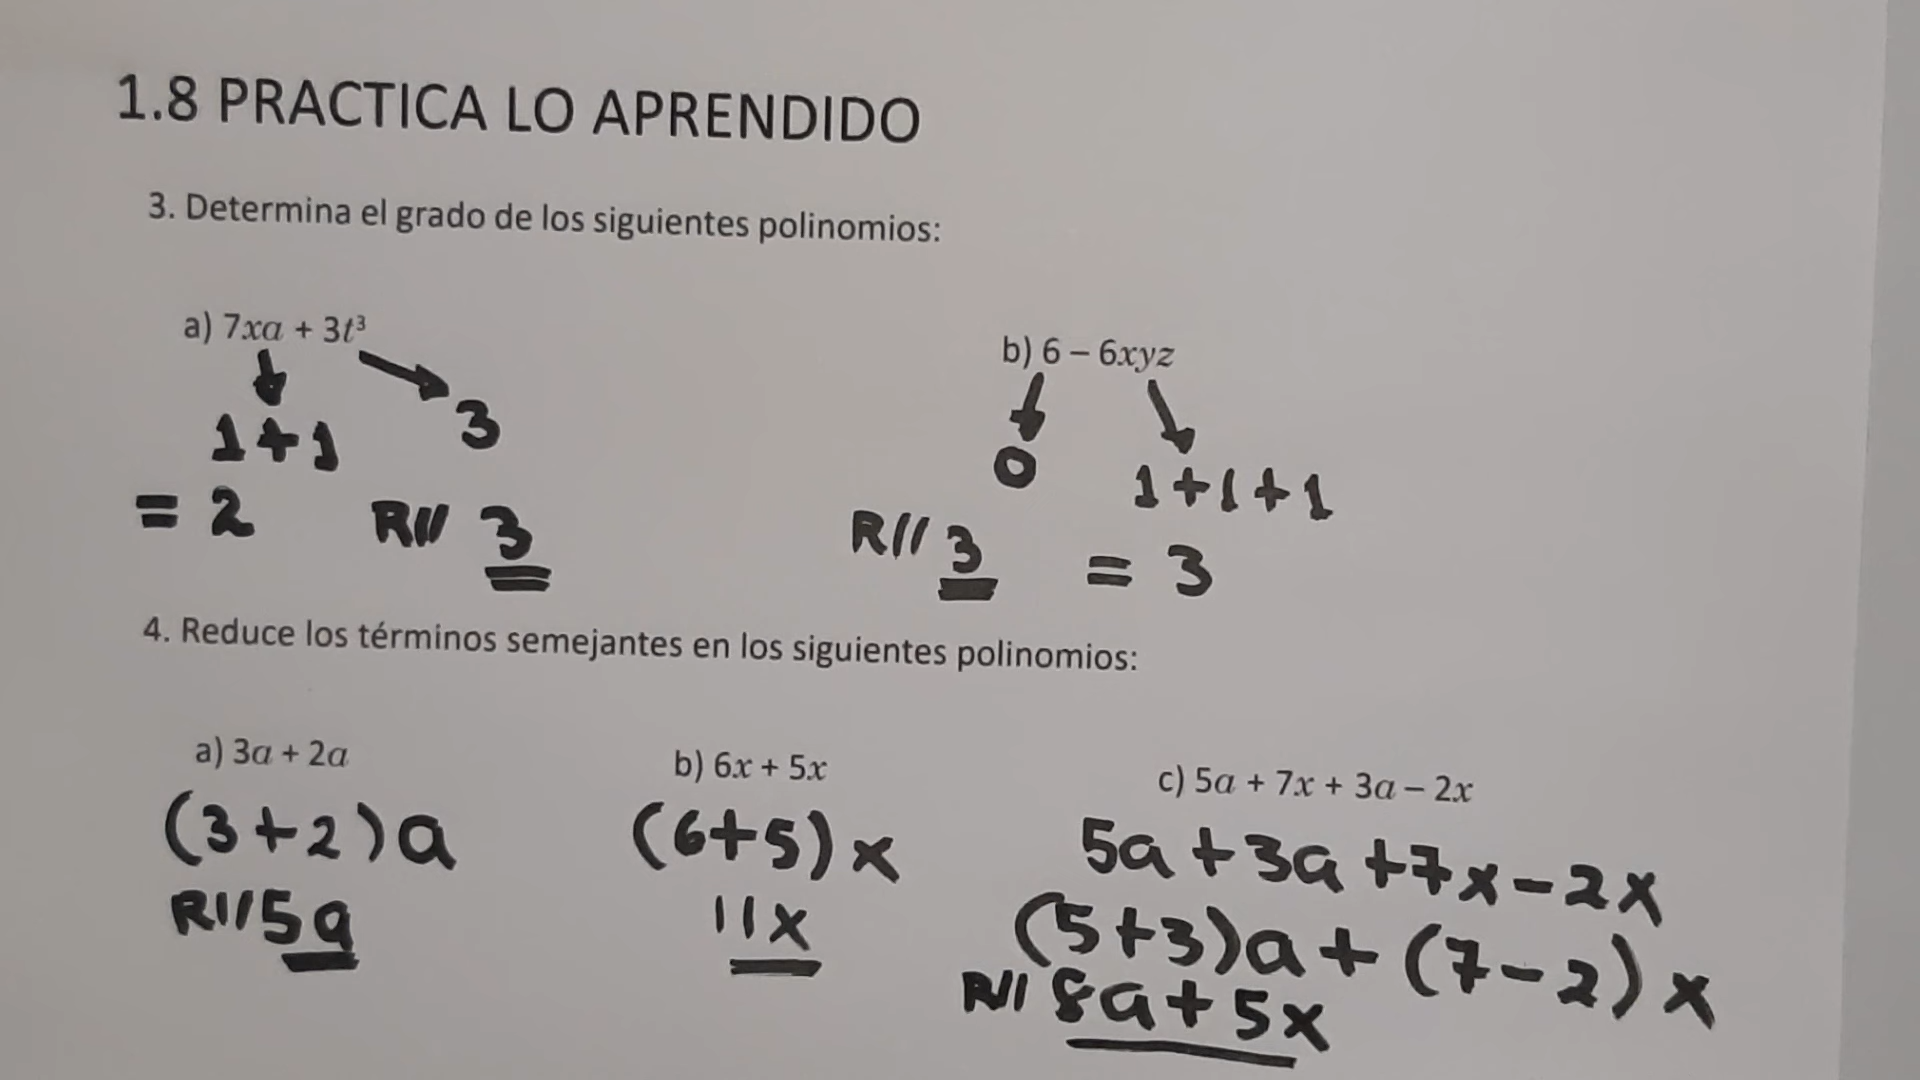 1.8 PRACTICA LO APRENDIDO
3. Determina el grado de los siguientes polinomios:
a) 7xa + 3t³
1+1
3
= 2
R// 3
b) 6 – 6xyz
0
1+1+1
R// 3
= 3
4. Reduce los términos semejantes en los siguientes polinomios:
a) 3a + 2a
(3+2)a
R// 5a
b) 6x + 5x
(6+5)x
11x
c) 5a + 7x + 3a – 2x
5a+3a+7x-2x
(5+3)a+(7-2)x
R// 8a+5x